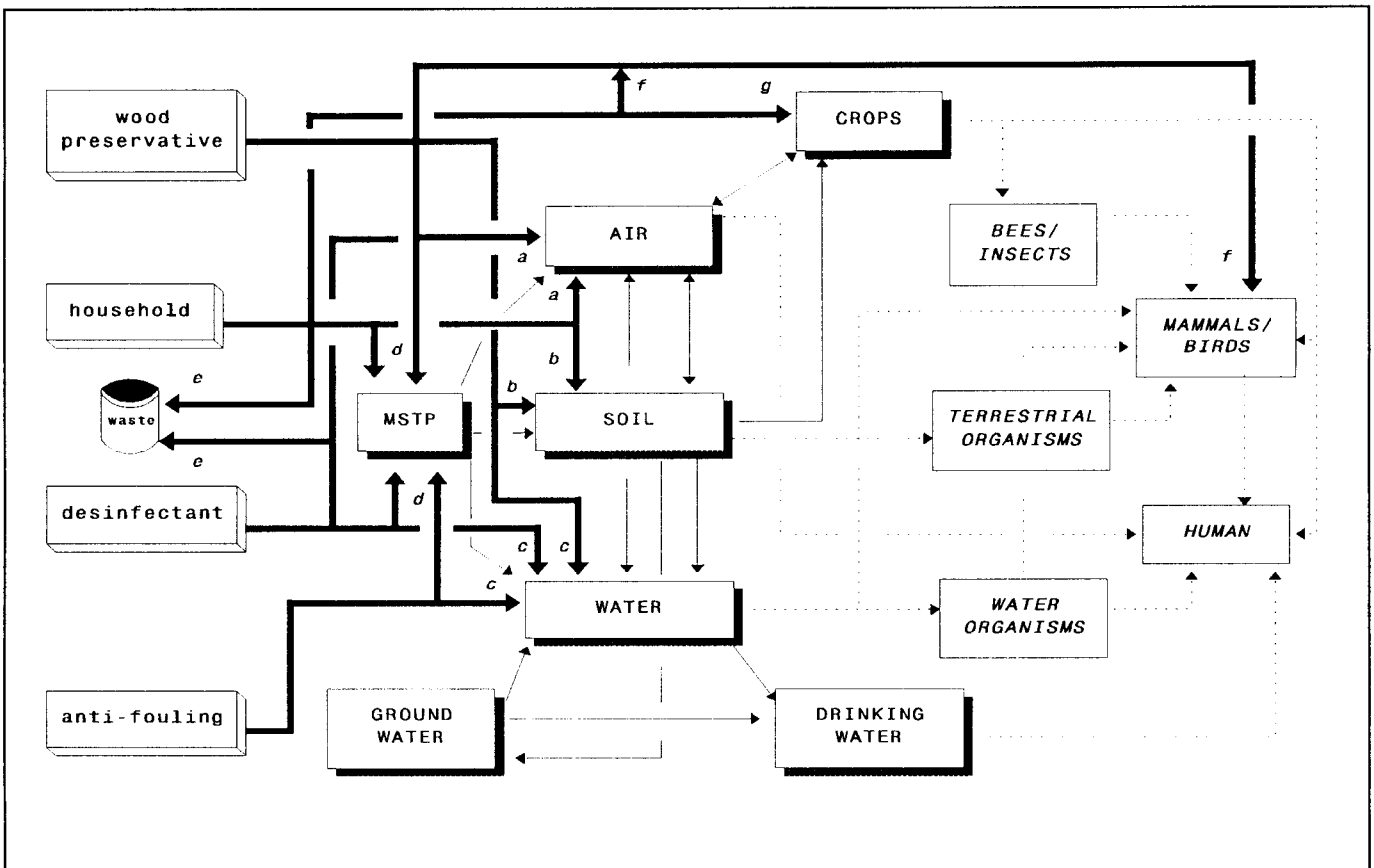 f
g
wood
preservative
CROPS
AIR
a
a
BEES/
INSECTS
f
household
MAMMALS/
BIRDS
d
b
e
b
waste
MSTP
SOIL
TERRESTRIAL
ORGANISMS
e
desinfectant
d
c
c
HUMAN
c
WATER
WATER
ORGANISMS
anti-fouling
GROUND
WATER
DRINKING
WATER